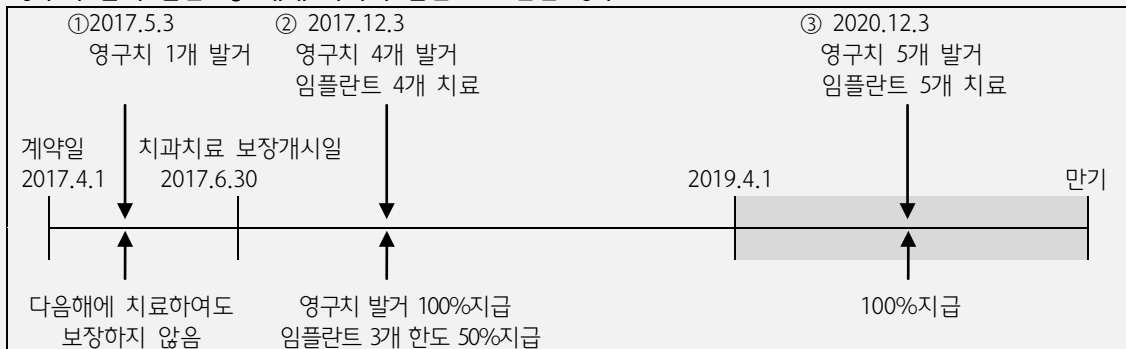 ①2017.5.3
영구치 1개 발거
② 2017.12.3
영구치 4개 발거
임플란트 4개 치료
③ 2020.12.3
영구치 5개 발거
임플란트 5개 치료
계약일
2017.4.1
치과치료 보장개시일
2017.6.30
2019.4.1
만기
다음해에 치료하여도
보장하지 않음
영구치 발거 100%지급
임플란트 3개 한도 50%지급
100%지급